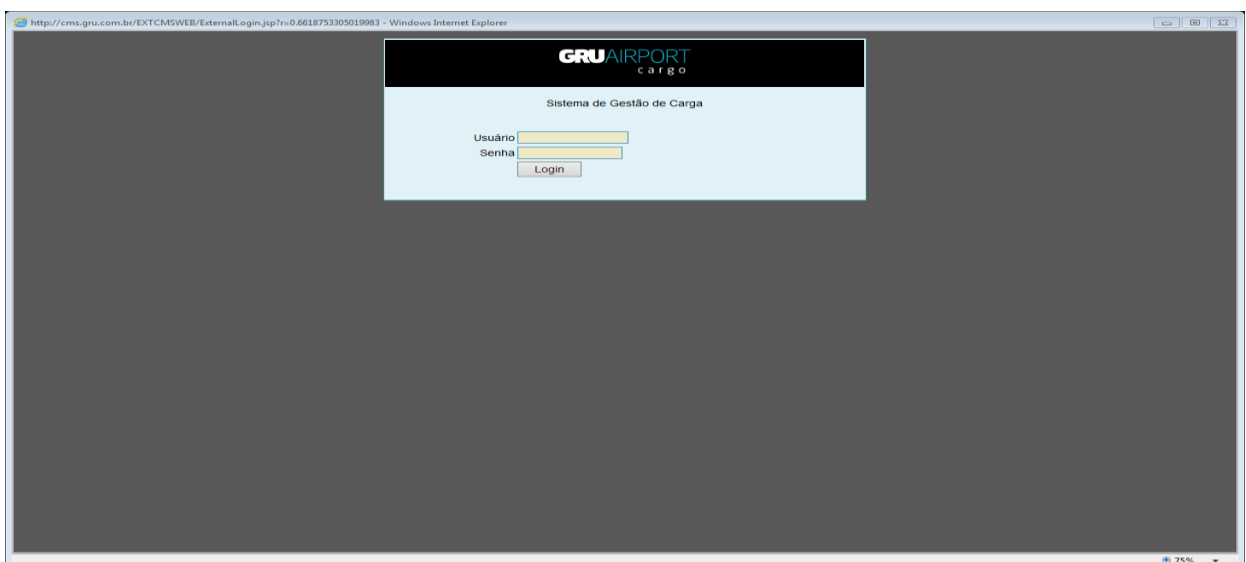 http://cms.gru.com.br/EXTCMSWEB/ExternalLogin.jsp?r=0.6618753305019983 - Windows Internet Explorer
GRUAIRPORT
cargo
Sistema de Gestão de Carga
Usuário
Senha
Login
75%